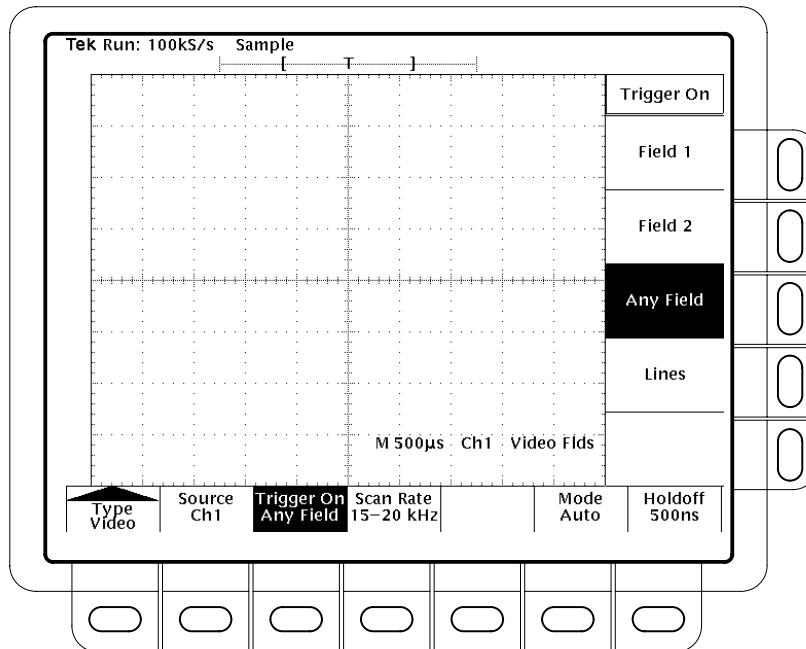 Tek Run: 100kS/s Sample
[ T ]
Trigger On
Field 1
Field 2
Any Field
Lines
M 500µs Ch1 Video Flds
Type
Video
Source
Ch1
Trigger On
Any Field
Scan Rate
15–20 kHz
Mode
Auto
Holdoff
500ns